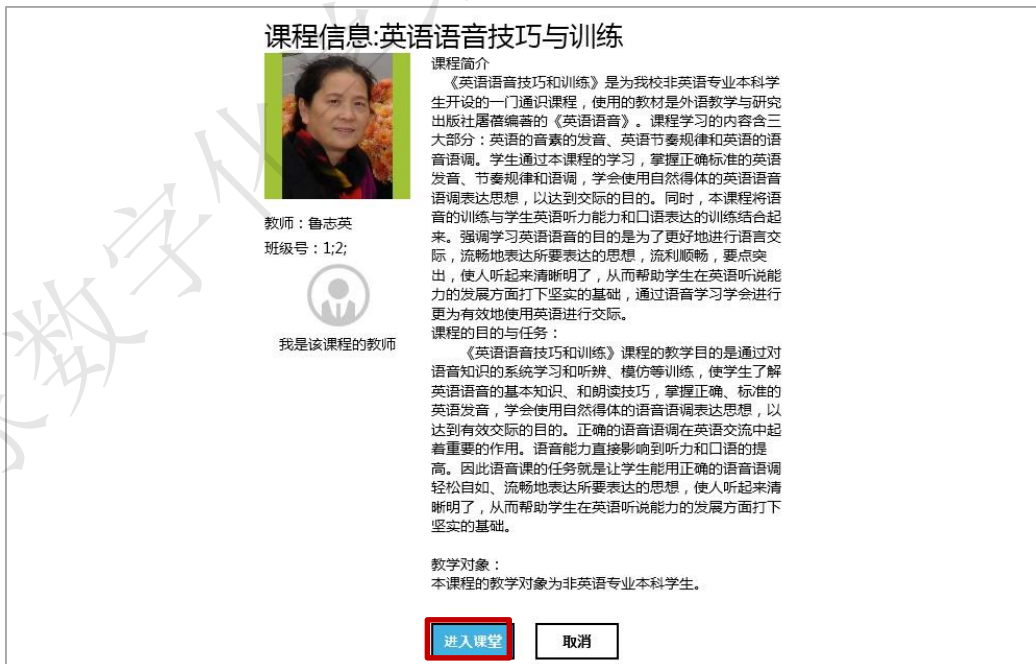 课程信息:英语语音技巧与训练
教师：鲁志英
班级号：1;2;
我是该课程的教师
课程简介
《英语语音技巧和训练》是为我校非英语专业本科学
生开设的一门通识课程，使用的教材是外语教学与研究
出版社屠蓓编著的《英语语音》。课程学习的内容含三
大部分：英语的音素的发音、英语节奏规律和英语的语
音语调。学生通过本课程的学习，掌握正确标准的英语
发音、节奏规律和语调，学会使用自然得体的英语语音
语调表达思想，以达到交际的目的。同时，本课程将语
音的训练与学生英语听力能力和口语表达的训练结合起
来。强调学习英语语音的目的是为了更好地进行语言交
际，流畅地表达所要表达的思想，流利顺畅，要点突
出，使人听起来清晰明了，从而帮助学生在英语听说能
力的发展方面打下坚实的基础，通过语音学习学会进行
更为有效地使用英语进行交际。
课程的目的与任务：
《英语语音技巧和训练》课程的教学目的是通过对
语音知识的系统学习和听辨、模仿等训练，使学生了解
英语语音的基本知识、和朗读技巧，掌握正确、标准的
英语发音，学会使用自然得体的语音语调表达思想，以
达到有效交际的目的。正确的语音语调在英语交流中起
着重要的作用。语音能力直接影响到听力和口语的提
高。因此语音课的任务就是让学生能用正确的语音语调
轻松自如、流畅地表达所要表达的思想，使人听起来清
晰明了，从而帮助学生在英语听说能力的发展方面打下
坚实的基础。
教学对象：
本课程的教学对象为非英语专业本科学生。
进入课堂
取消
数字化